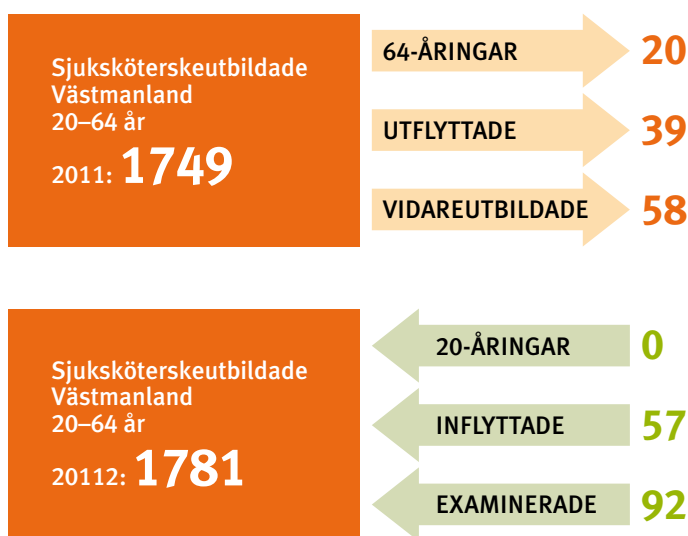 Sjuksköterskeutbildade
Västmanland
20–64 år
2011: 1749
64-ÅRINGAR 20
UTFLYTTADE 39
VIDAREUTBILDADE 58
Sjuksköterskeutbildade
Västmanland
20–64 år
20112: 1781
20-ÅRINGAR 0
INFLYTTADE 57
EXAMINERADE 92